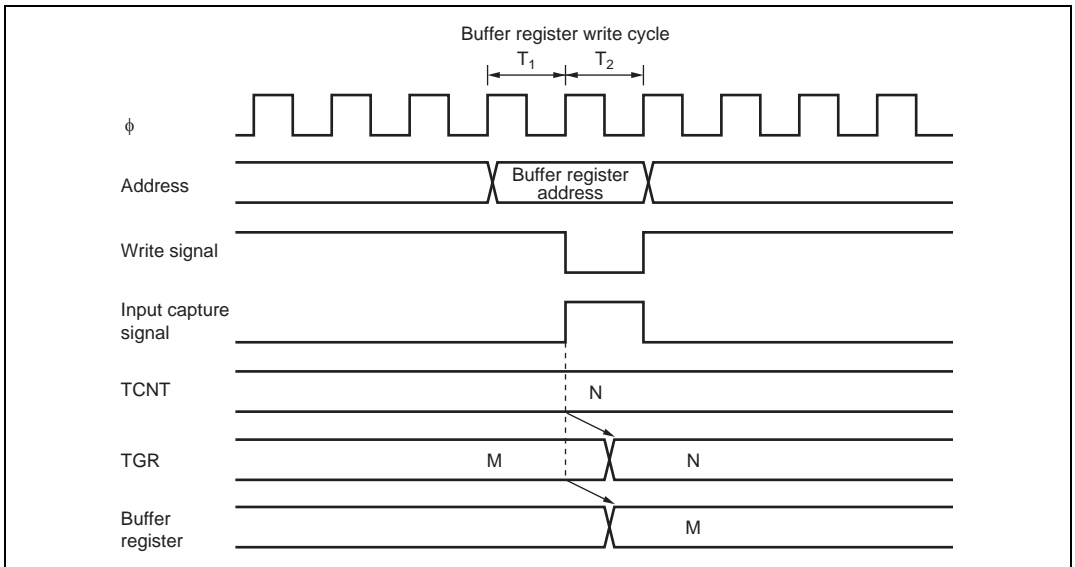 Buffer register write cycle
T₁ T₂
ϕ
Address
Buffer register
address
Write signal
Input capture
signal
TCNT
N
TGR
M N
Buffer
register
M